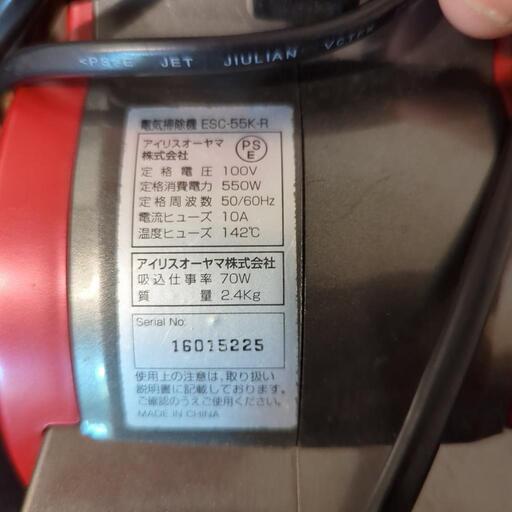 <PS>E JET JIULIAN VCTFK
電気掃除機 ESC-55K-R
アイリスオーヤマ
株式会社
PS
E
定格電圧 100V
定格消費電力 550W
定格周波数 50/60Hz
電流ヒューズ 10A
温度ヒューズ 142℃
アイリスオーヤマ株式会社
吸込仕事率 70W
質量 2.4Kg
Serial No:
16015225
使用上の注意は、取り扱い
説明書に記載しております。
ご確認のうえご使用ください。
MADE IN CHINA